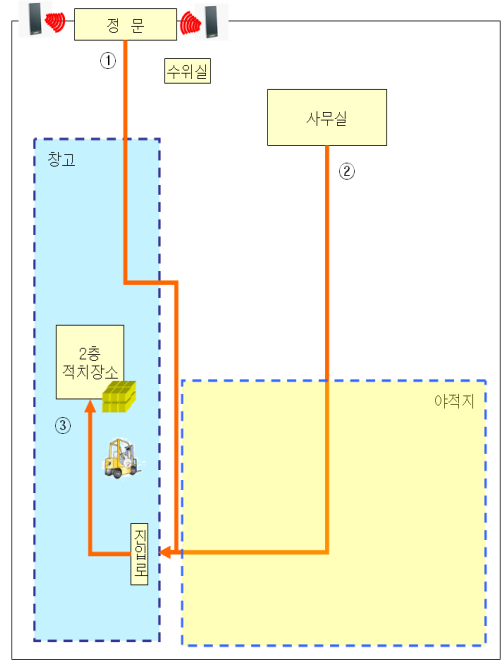 정 문
①
수위실
사무실
②
창고
2층
적치장소
야적지
③
진
입
로